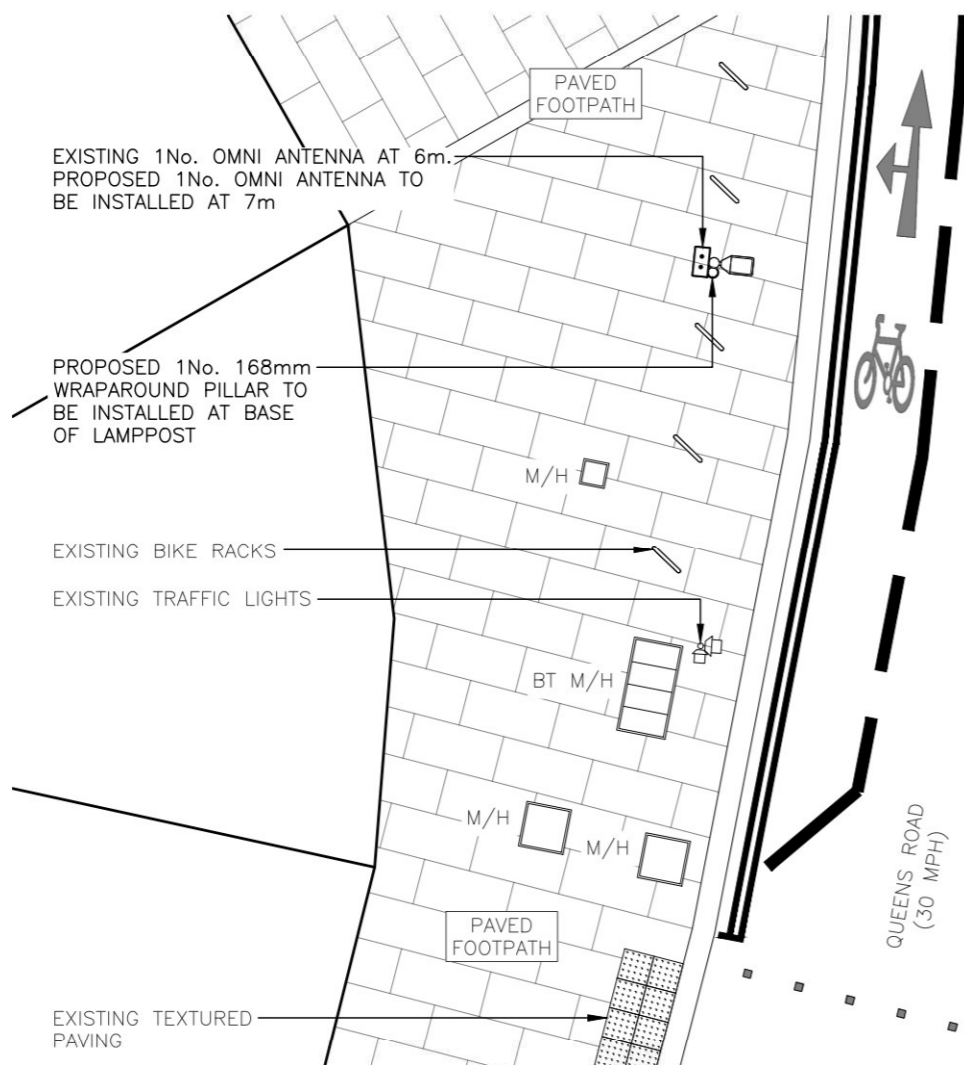 PAVED
FOOTPATH
EXISTING 1No. OMNI ANTENNA AT 6m.
PROPOSED 1No. OMNI ANTENNA TO
BE INSTALLED AT 7m
PROPOSED 1No. 168mm
WRAPAROUND PILLAR TO
BE INSTALLED AT BASE
OF LAMPPOST
M/H
EXISTING BIKE RACKS
EXISTING TRAFFIC LIGHTS
BT M/H
M/H
M/H
QUEENS ROAD
(30 MPH)
PAVED
FOOTPATH
EXISTING TEXTURED
PAVING